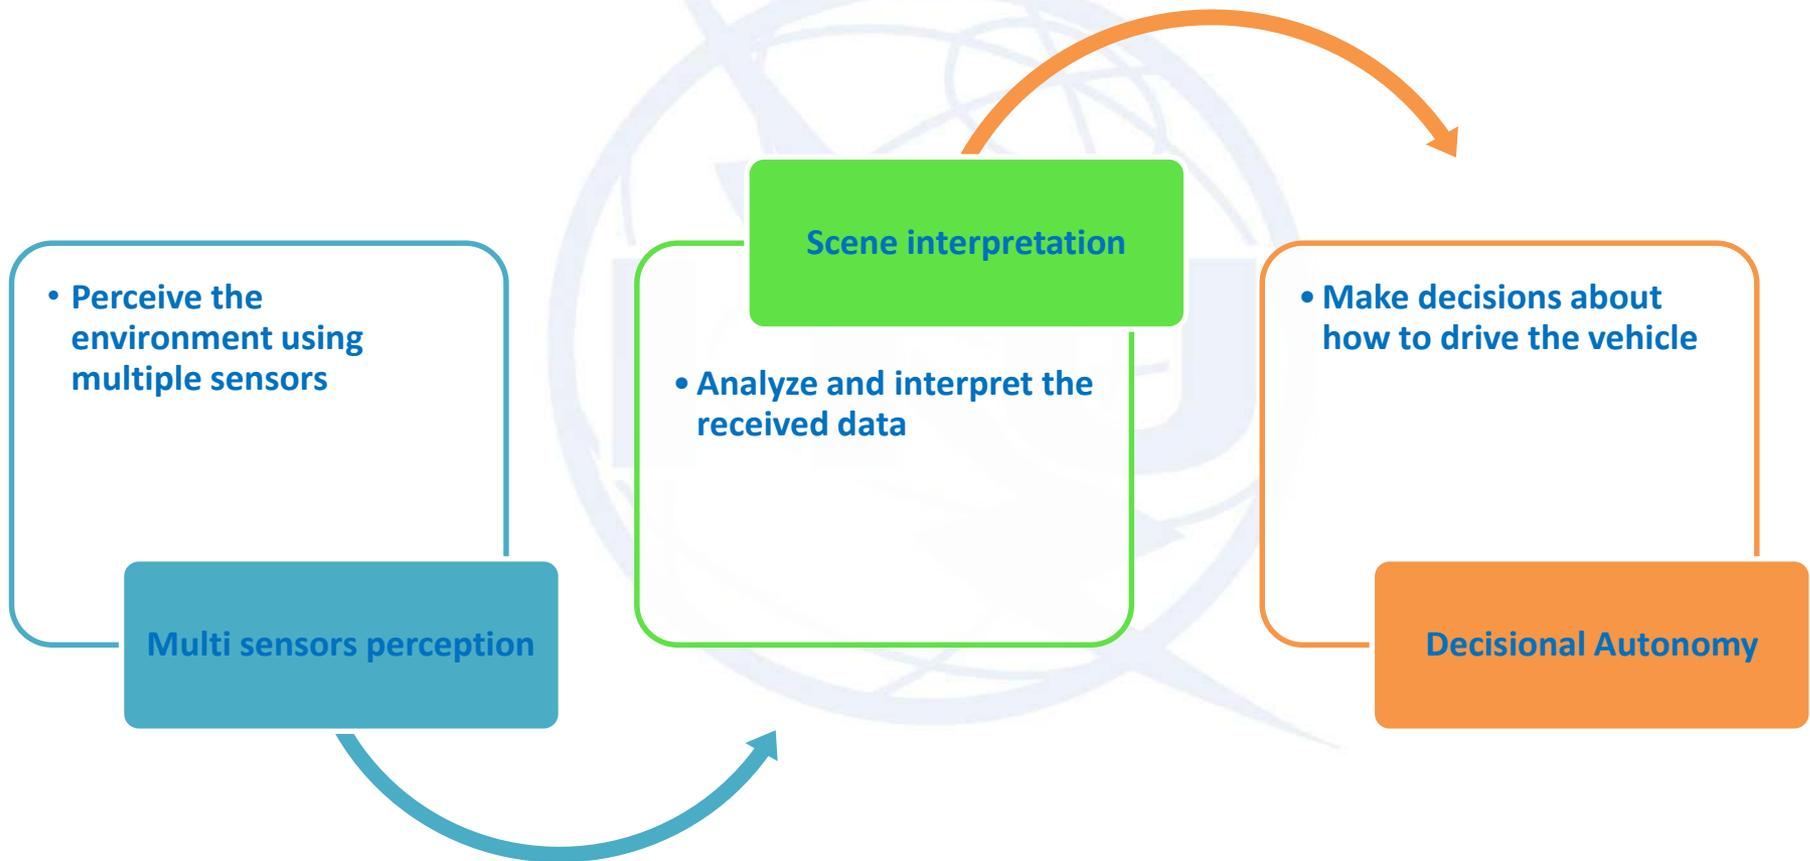 • Perceive the
environment using
multiple sensors
Multi sensors perception
Scene interpretation
• Analyze and interpret the
received data
• Make decisions about
how to drive the vehicle
Decisional Autonomy